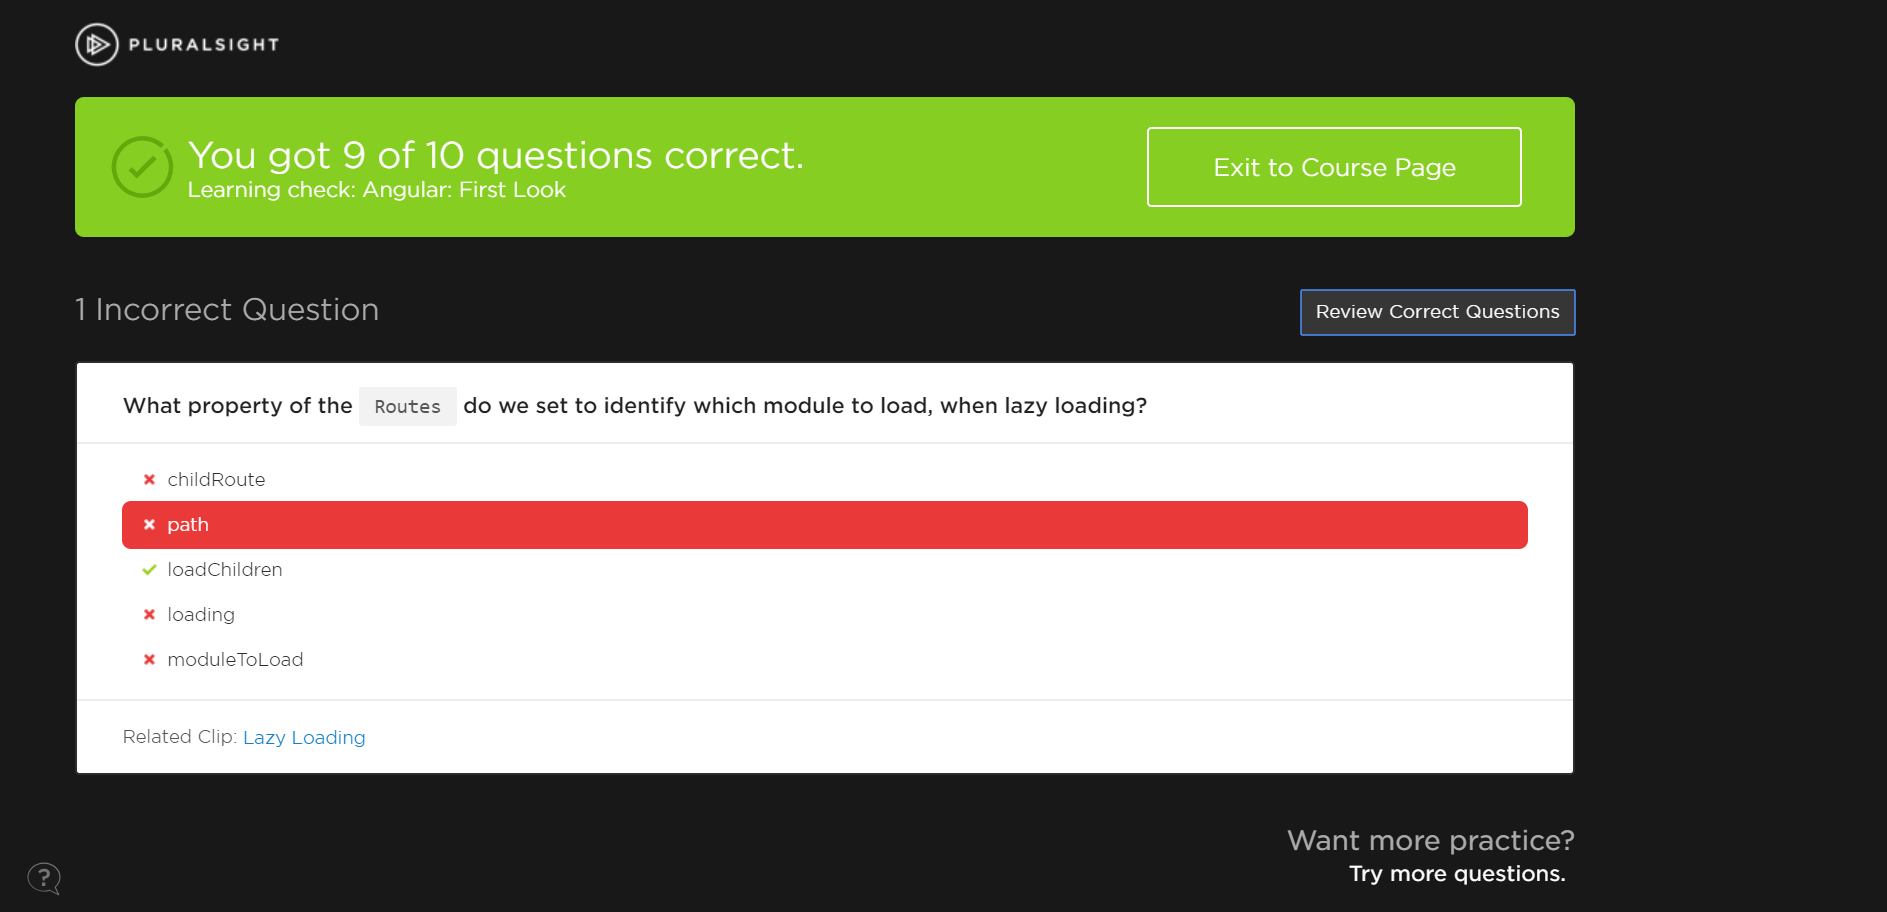 PLURALSIGHT
You got 9 of 10 questions correct.
Learning check: Angular: First Look
Exit to Course Page
1 Incorrect Question
Review Correct Questions
What property of the Routes do we set to identify which module to load, when lazy loading?
childRoute
path
loadChildren
loading
moduleToLoad
Related Clip: Lazy Loading
Want more practice?
Try more questions.
?